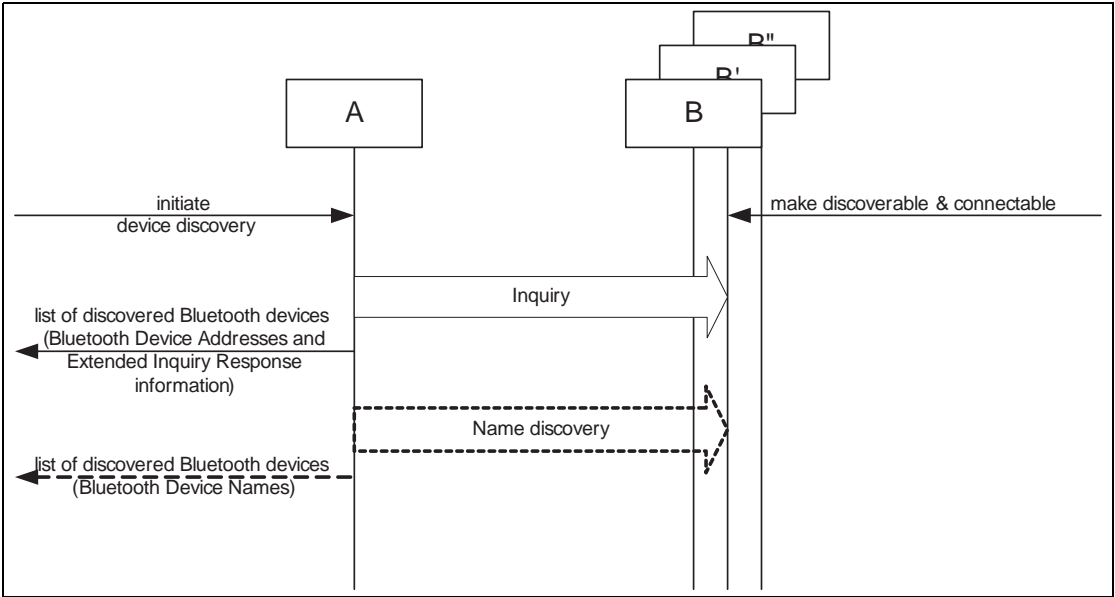 B"
B'
A
B
initiate
device discovery
make discoverable & connectable
Inquiry
list of discovered Bluetooth devices
(Bluetooth Device Addresses and
Extended Inquiry Response
information)
Name discovery
list of discovered Bluetooth devices
(Bluetooth Device Names)